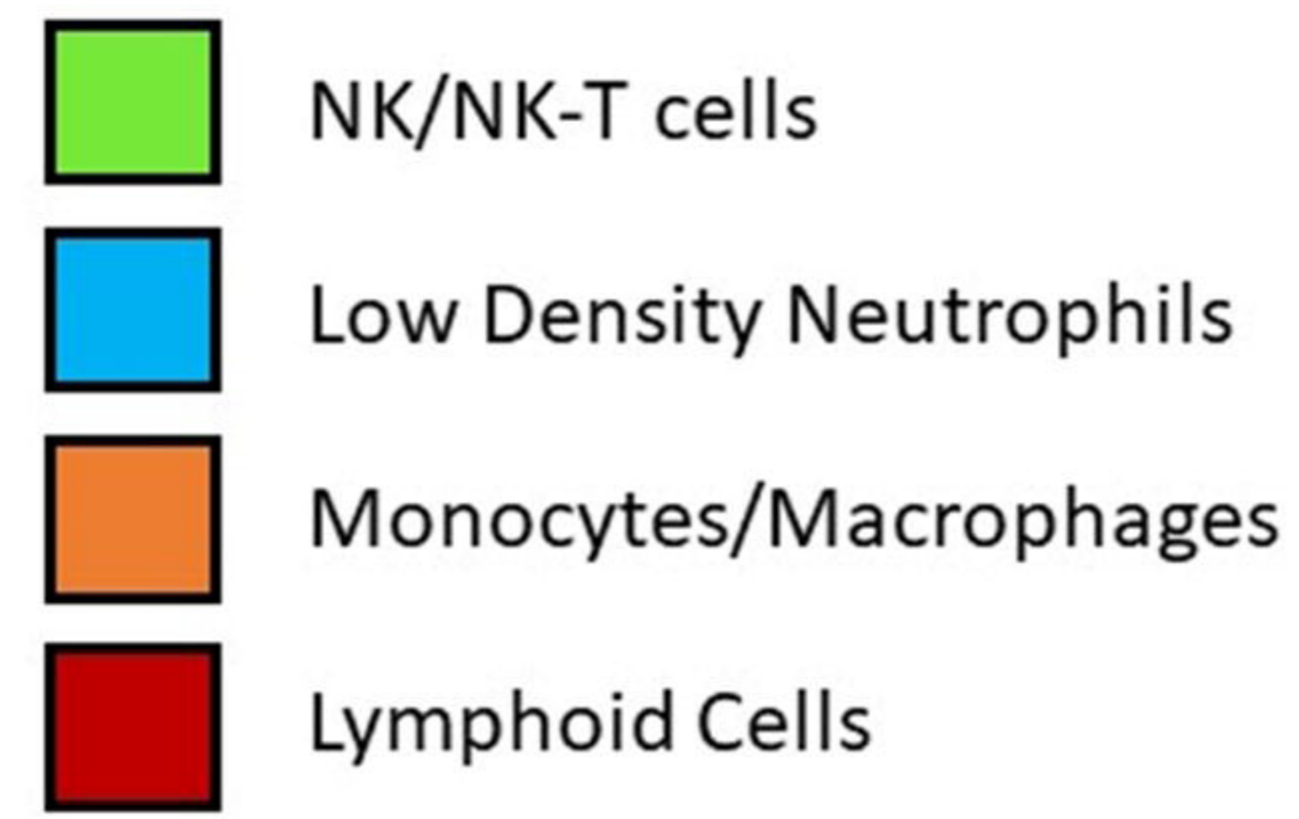 NK/NK-T cells
Low Density Neutrophils
Monocytes/Macrophages
Lymphoid Cells